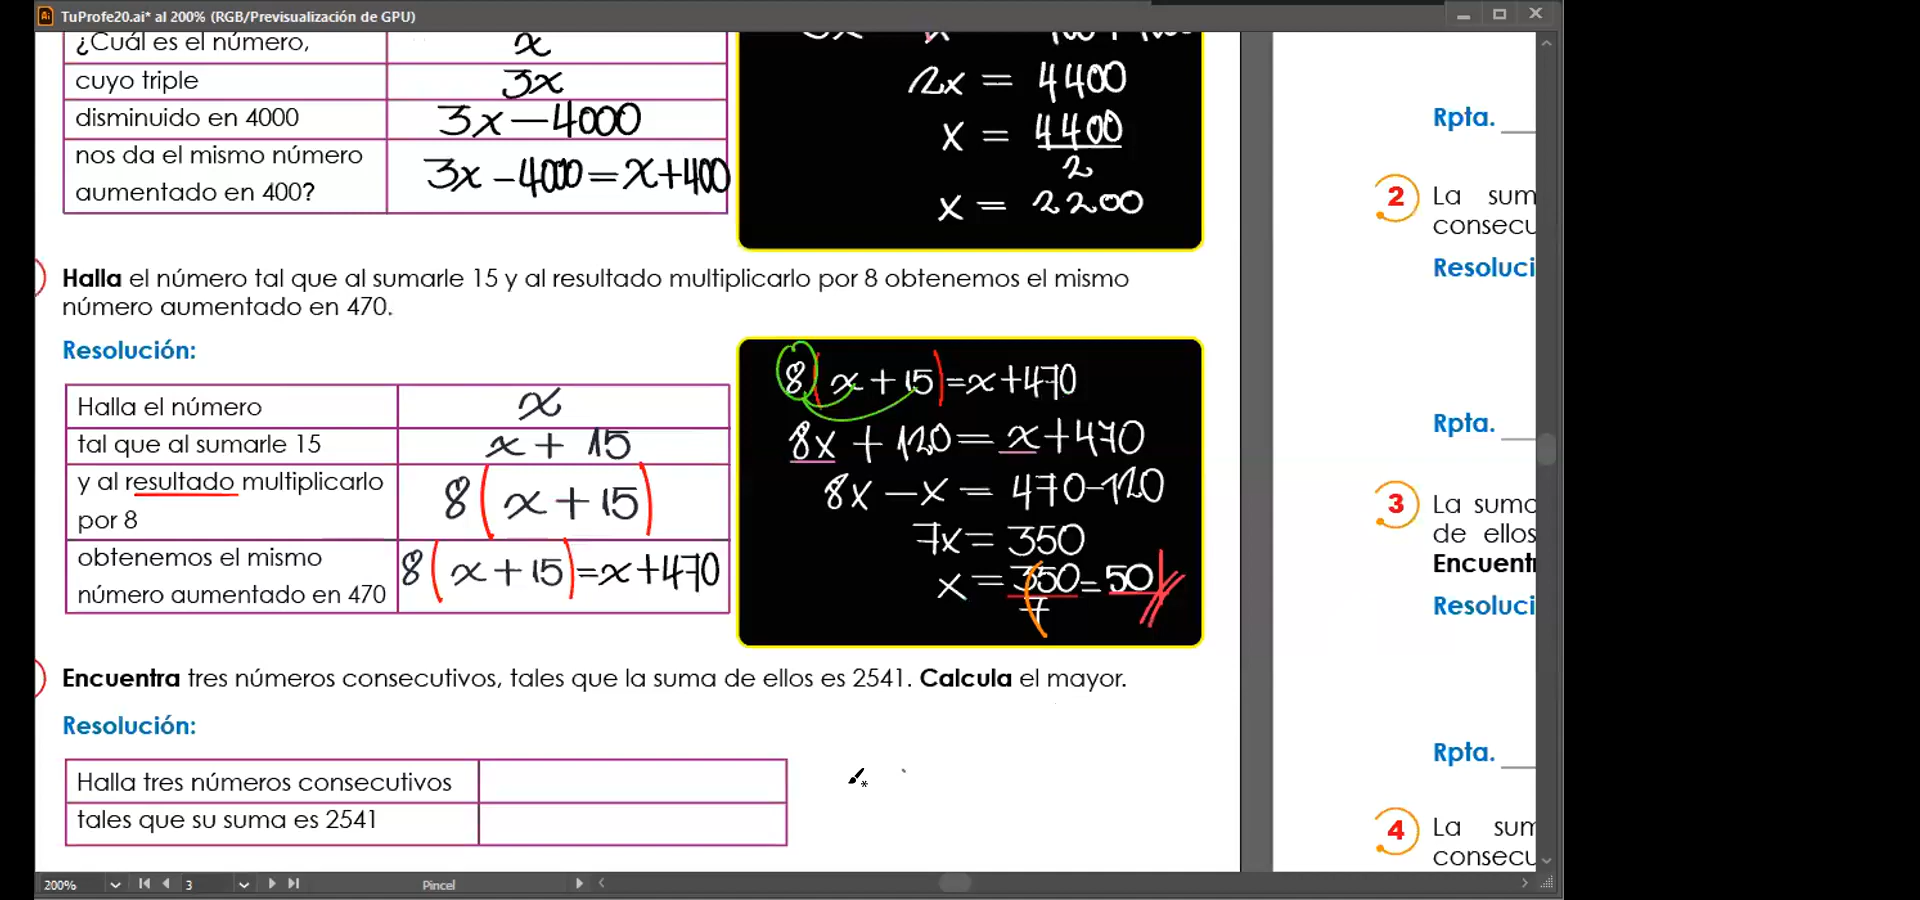 TuProfe20.ai* al 200% (RGB/Previsualización de GPU)
¿Cuál es el número, x
cuyo triple 3x
disminuido en 4000 3x - 4000
nos da el mismo número
aumentado en 400? 3x - 4000 = x + 400
2x = 4400
x = 4400
2
x = 2200
Halla el número tal que al sumarle 15 y al resultado multiplicarlo por 8 obtenemos el mismo
número aumentado en 470.
Resolución:
Halla el número x
tal que al sumarle 15 x + 15
y al resultado multiplicarlo
por 8 8(x + 15)
obtenemos el mismo
número aumentado en 470 8(x + 15) = x + 470
8(x + 15) = x + 470
8x + 120 = x + 470
8x - x = 470 - 120
7x = 350
x = 350 = 50
7
Encuentra tres números consecutivos, tales que la suma de ellos es 2541. Calcula el mayor.
Resolución:
Halla tres números consecutivos
tales que su suma es 2541
Rpta.
2 La sum
consecu
Resoluci
Rpta.
3 La suma
de ellos
Encuent
Resoluci
Rpta.
4 La sum
consecu
200% 3 Pincel